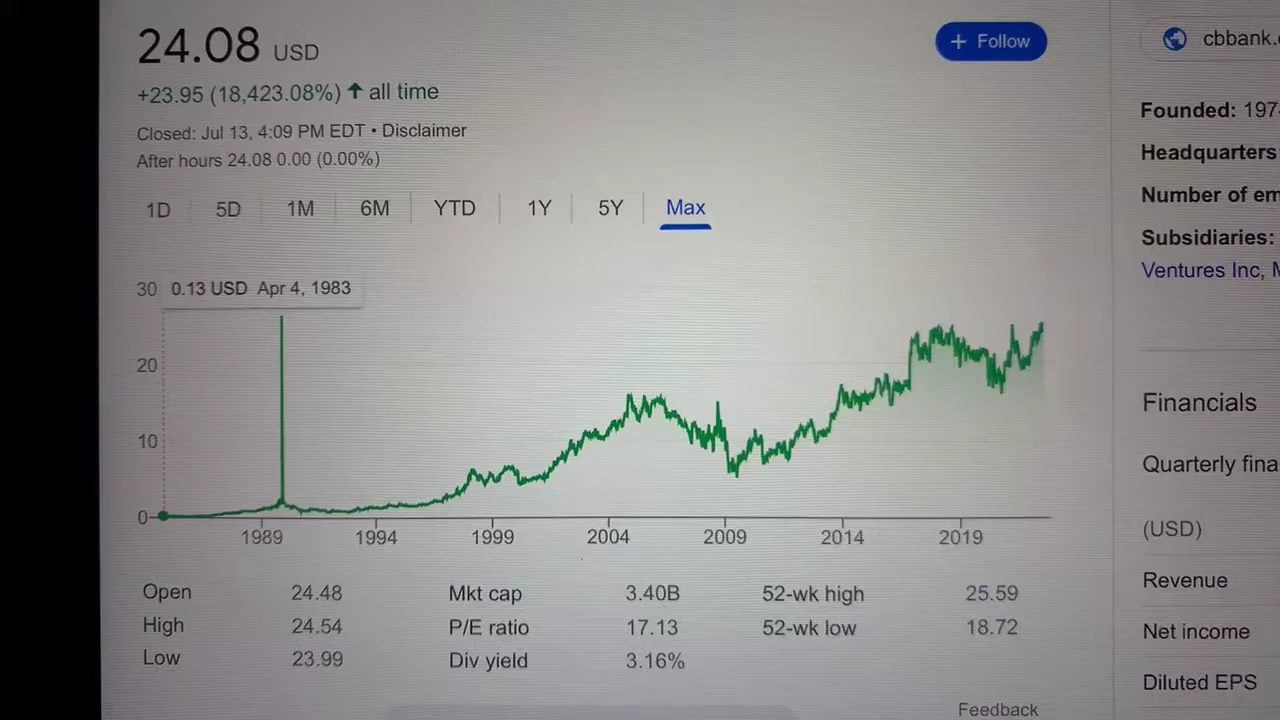 24.08 USD
+ Follow
+23.95 (18,423.08%) ↑ all time
Closed: Jul 13, 4:09 PM EDT • Disclaimer
After hours 24.08 0.00 (0.00%)
1D 5D 1M 6M YTD 1Y 5Y Max
0.13 USD Apr 4, 1983
30
20
10
0
1989 1994 1999 2004 2009 2014 2019
Open 24.48 Mkt cap 3.40B 52-wk high 25.59
High 24.54 P/E ratio 17.13 52-wk low 18.72
Low 23.99 Div yield 3.16%
Feedback
cbbank.
Founded: 197
Headquarters
Number of em
Subsidiaries:
Ventures Inc,
Financials
Quarterly fina
(USD)
Revenue
Net income
Diluted EPS